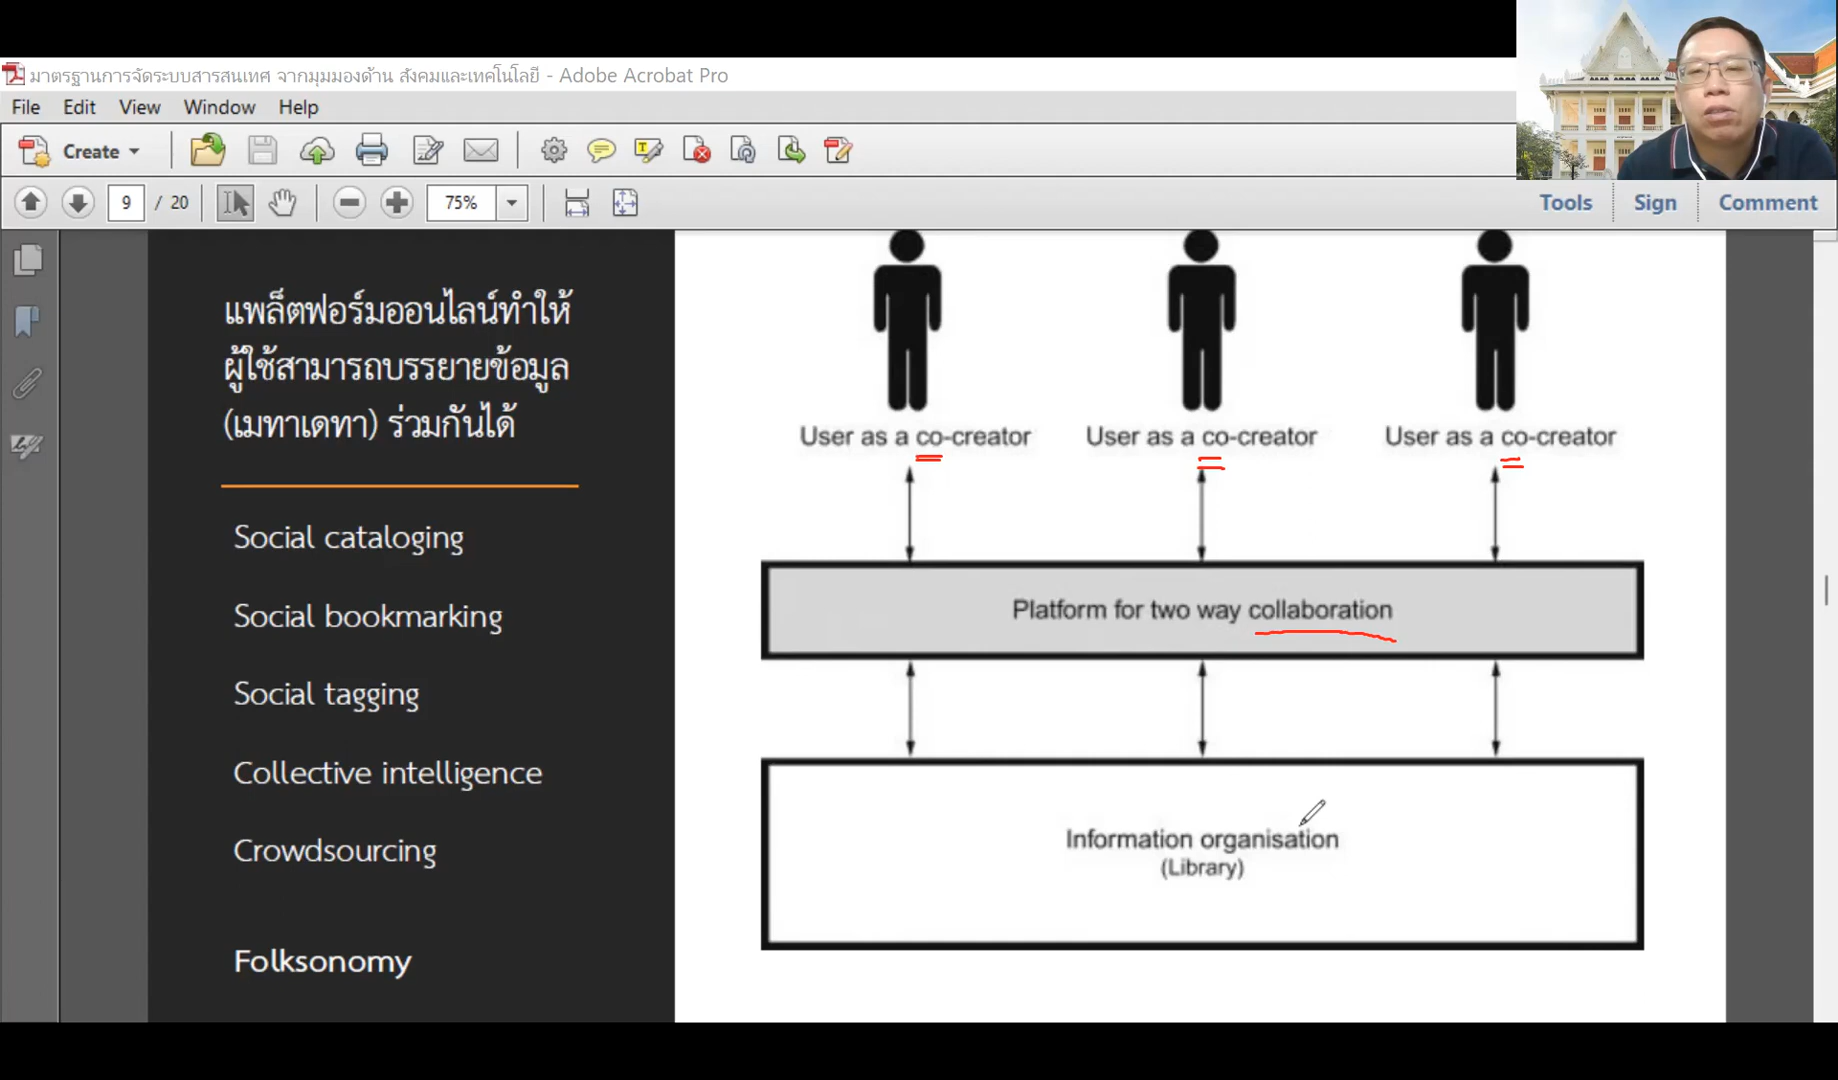 มาตรฐานการจัดระบบสารสนเทศ จากมุมมองด้าน สังคมและเทคโนโลยี - Adobe Acrobat Pro
File Edit View Window Help
Create
9 / 20 75% Tools Sign Comment
แพล็ตฟอร์มออนไลน์ทำให้
ผู้ใช้สามารถบรรยายข้อมูล
(เมทาเดทา) ร่วมกันได้
Social cataloging
Social bookmarking
Social tagging
Collective intelligence
Crowdsourcing
Folksonomy
User as a co-creator User as a co-creator User as a co-creator
Platform for two way collaboration
Information organisation
(Library)